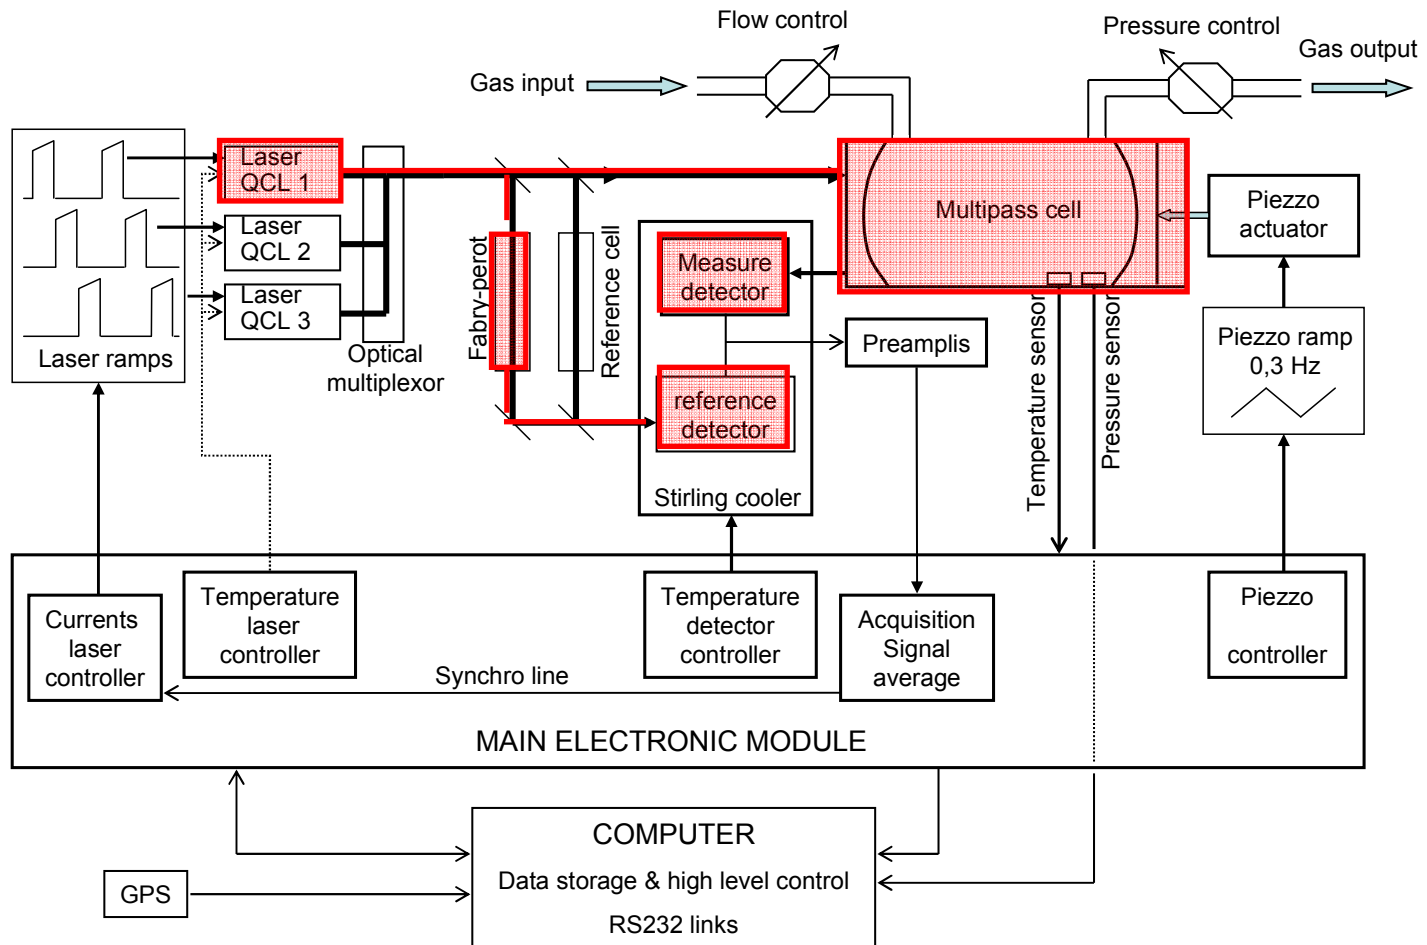 Flow control
Pressure control
Gas output
Gas input
Laser
QCL 1
Laser
QCL 2
Laser
QCL 3
Laser ramps
Optical
multiplexor
Fabry-perot
Reference cell
Measure
detector
reference
detector
Stirling cooler
Multipass cell
Preamplis
Temperature sensor
Pressure sensor
Piezzo
actuator
Piezzo ramp
0,3 Hz
Currents
laser
controller
Temperature
laser
controller
Synchro line
Temperature
detector
controller
Acquisition
Signal
average
Piezzo
controller
MAIN ELECTRONIC MODULE
COMPUTER
Data storage & high level control
RS232 links
GPS